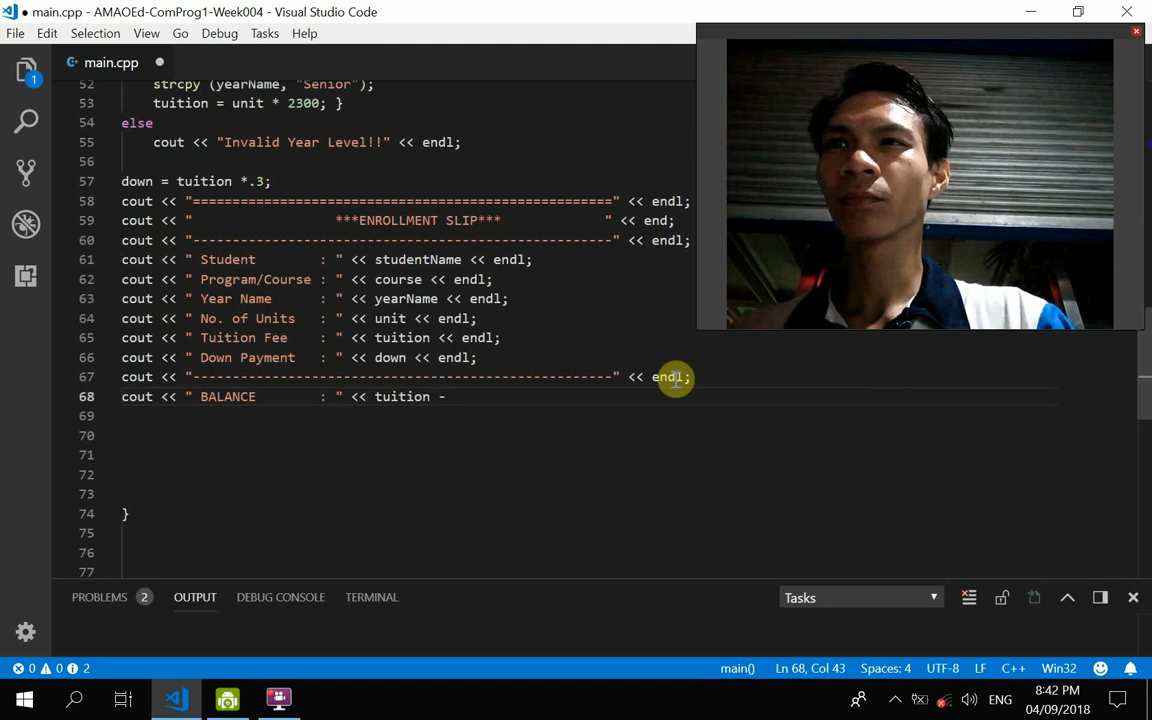 ● main.cpp - AMAOEd-ComProg1-Week004 - Visual Studio Code
File Edit Selection View Go Debug Tasks Help
C++ main.cpp ●
52 strcpy (yearName, "Senior");
53 tuition = unit * 2300; }
54 else
55 cout << "Invalid Year Level!!" << endl;
56
57 down = tuition *.3;
58 cout << "=====================================================" << endl;
59 cout << " ***ENROLLMENT SLIP*** " << end;
60 cout << "-----------------------------------------------------" << endl;
61 cout << " Student : " << studentName << endl;
62 cout << " Program/Course : " << course << endl;
63 cout << " Year Name : " << yearName << endl;
64 cout << " No. of Units : " << unit << endl;
65 cout << " Tuition Fee : " << tuition << endl;
66 cout << " Down Payment : " << down << endl;
67 cout << "-----------------------------------------------------" << endl;
68 cout << " BALANCE : " << tuition -
69
70
71
72
73
74 }
75
76
77
1
PROBLEMS 2 OUTPUT DEBUG CONSOLE TERMINAL Tasks
0 0 2 main() Ln 68, Col 43 Spaces: 4 UTF-8 LF C++ Win32
ENG 8:42 PM
04/09/2018